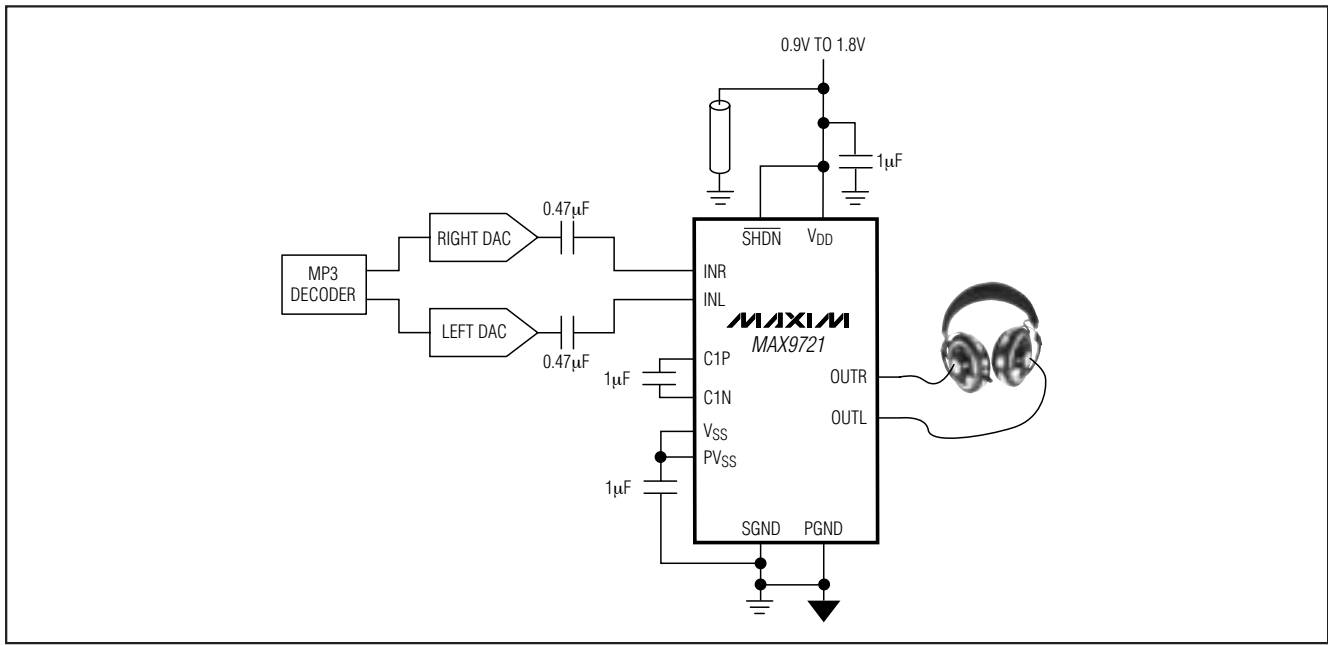 0.9V TO 1.8V
1μF
0.47μF
RIGHT DAC
SHDN VDD
MP3
DECODER
INR
INL
LEFT DAC
0.47μF
MAXIM
MAX9721
C1P
1μF
C1N
OUTR
OUTL
VSS
PVSS
1μF
SGND PGND